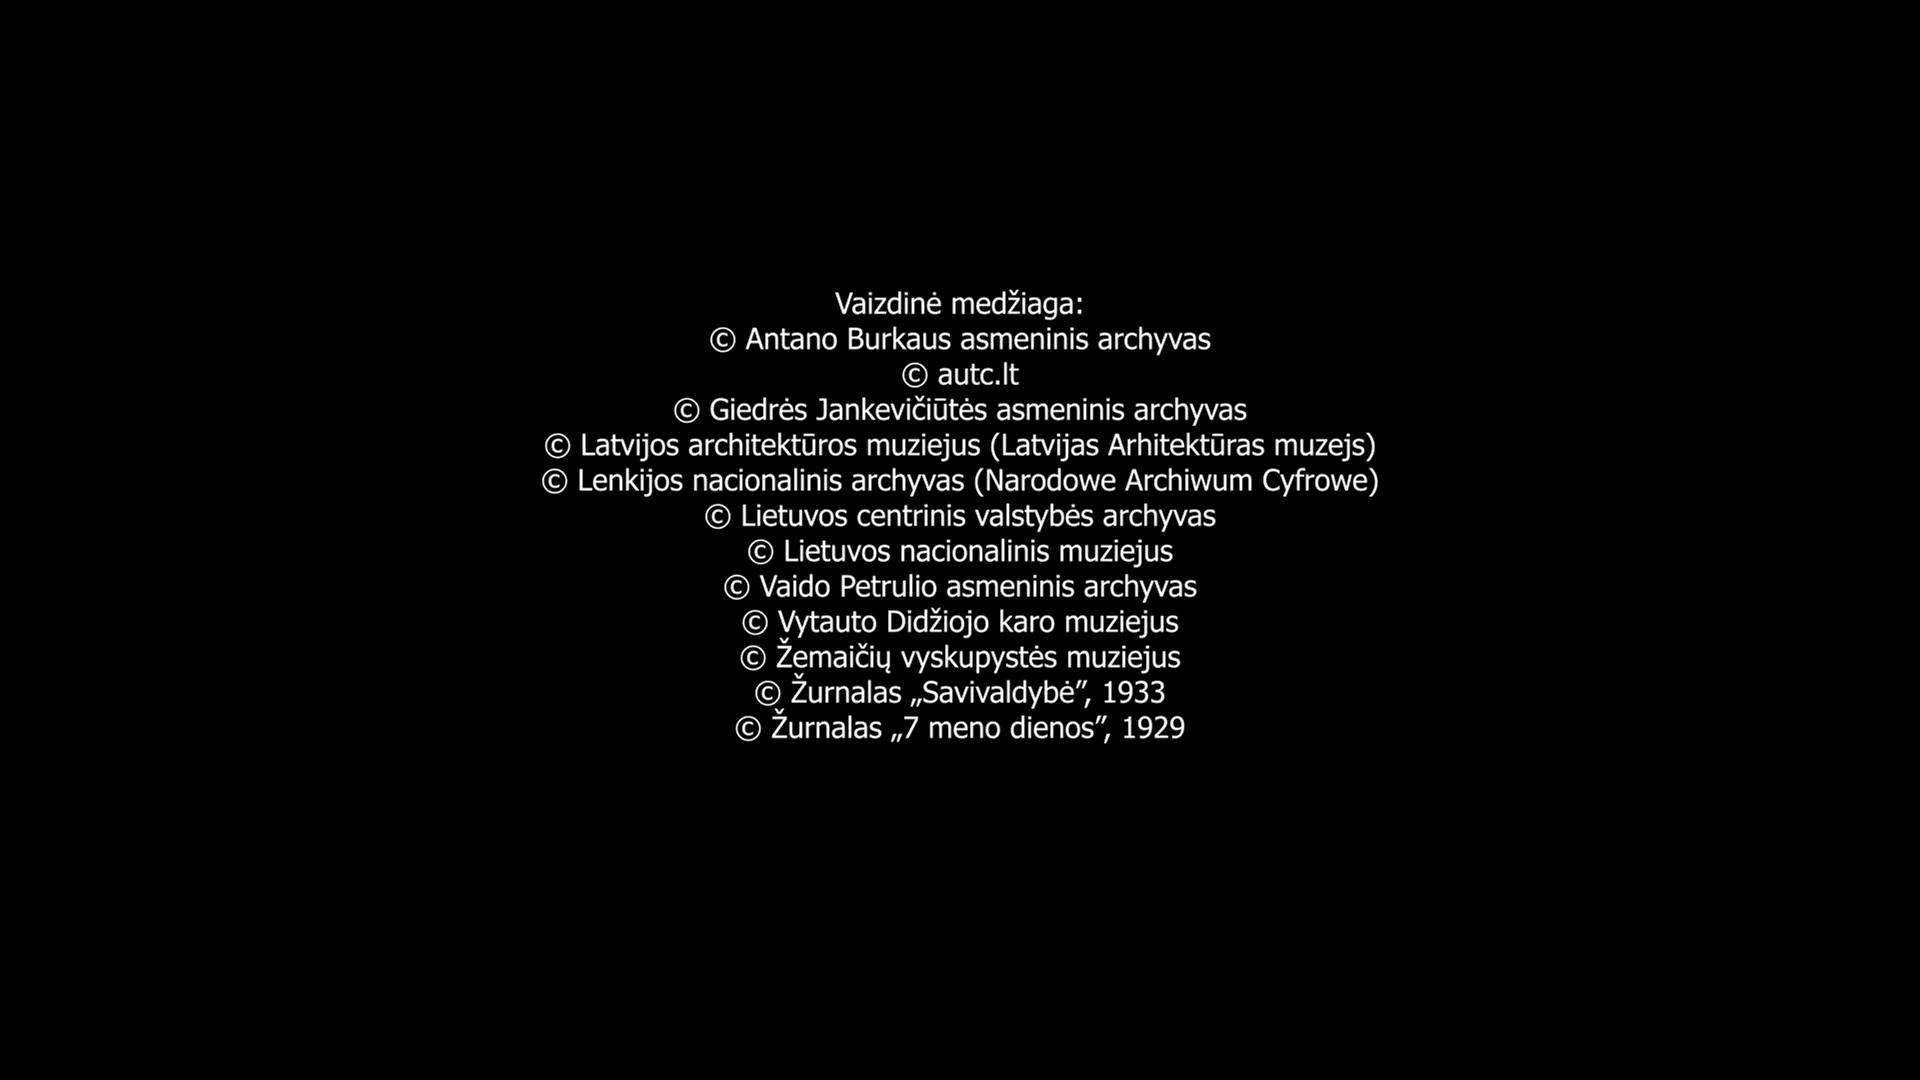 Vaizdinė medžiaga:
© Antano Burkaus asmeninis archyvas
© autc.lt
© Giedrės Jankevičiūtės asmeninis archyvas
© Latvijos architektūros muziejus (Latvijas Arhitektūras muzejs)
© Lenkijos nacionalinis archyvas (Narodowe Archiwum Cyfrowe)
© Lietuvos centrinis valstybės archyvas
© Lietuvos nacionalinis muziejus
© Vaido Petrulio asmeninis archyvas
© Vytauto Didžiojo karo muziejus
© Žemaičių vyskupystės muziejus
© Žurnalas „Savivaldybė”, 1933
© Žurnalas „7 meno dienos”, 1929